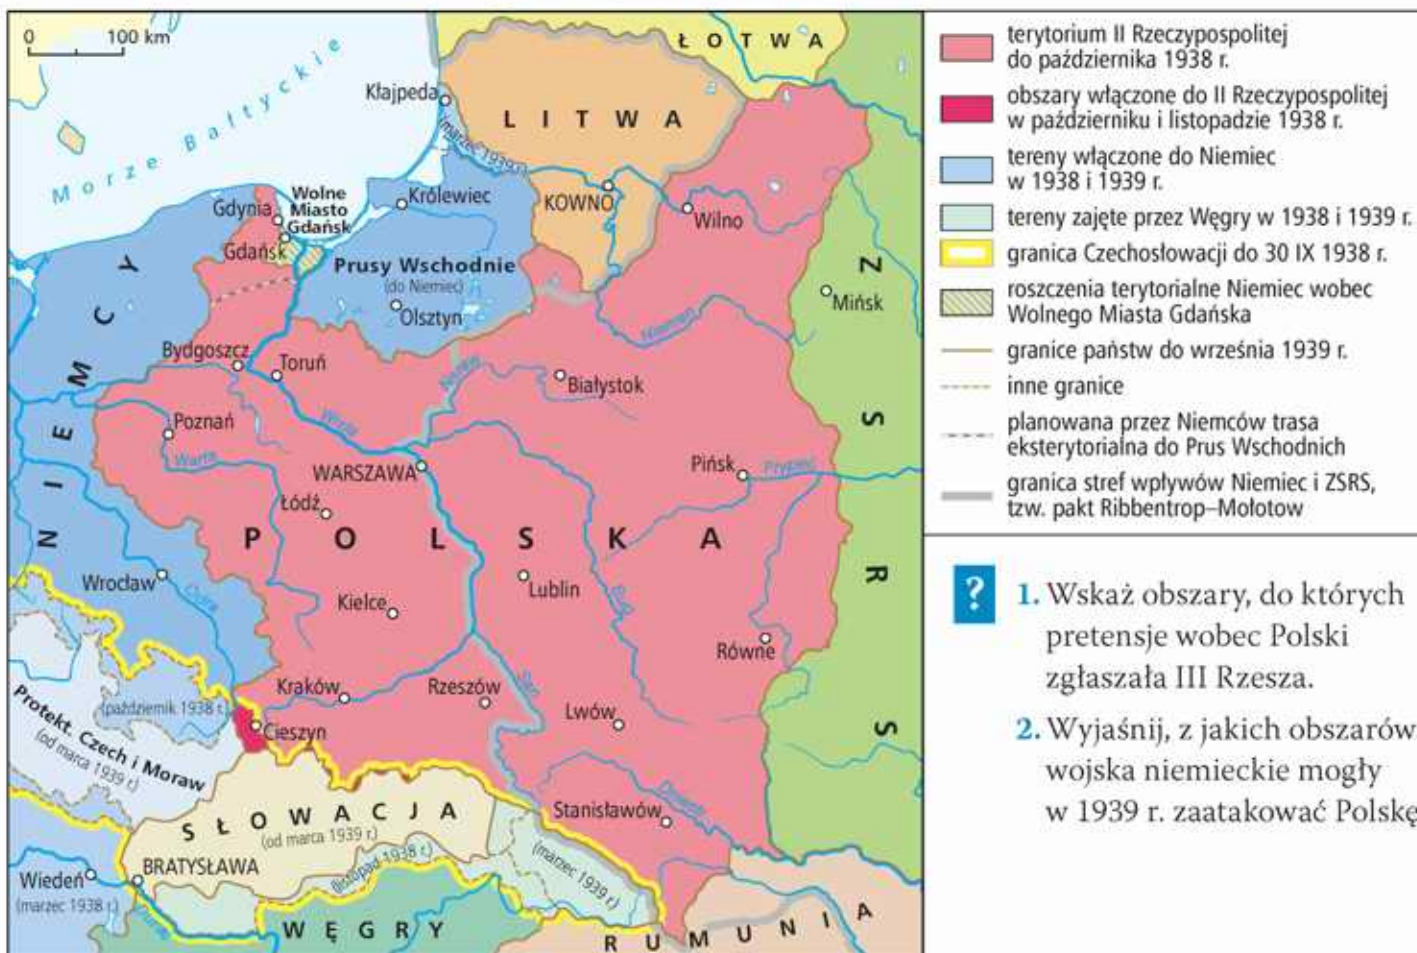 0 100 km
Morze Bałtyckie
ŁOTWA
Kłajpeda
(marzec 1939 r.)
LITWA
KOWNO
Wilno
Królewiec
Wolne
Miasto
Gdańsk
Gdynia
Gdańsk
Prusy Wschodnie
(do Niemiec)
Olsztyn
NIEMCY
ZSRS
Mińsk
Niemen
Bydgoszcz
Toruń
Narew
Białystok
Poznań
Warta
Wisła
WARSZAWA
Pińsk
Prypeć
Łódź
POLSKA
Wrocław
Odra
Kielce
Lublin
Bug
Równe
Kraków
Rzeszów
San
Lwów
(październik 1938 r.)
Cieszyn
Protekt. Czech i Moraw
(od marca 1939 r.)
SŁOWACJA
(od marca 1939 r.)
Stanisławów
Dniestr
BRATYSŁAWA
(listopad 1938 r.)
(marzec 1939 r.)
Wiedeń
(marzec 1938 r.)
Dunaj
WĘGRY
RUMUNIA
terytorium II Rzeczypospolitej
do października 1938 r.
obszary włączone do II Rzeczypospolitej
w październiku i listopadzie 1938 r.
tereny włączone do Niemiec
w 1938 i 1939 r.
tereny zajęte przez Węgry w 1938 i 1939 r.
granica Czechosłowacji do 30 IX 1938 r.
roszczenia terytorialne Niemiec wobec
Wolnego Miasta Gdańska
granice państw do września 1939 r.
inne granice
planowana przez Niemców trasa
eksterytorialna do Prus Wschodnich
granica stref wpływów Niemiec i ZSRS,
tzw. pakt Ribbentrop–Mołotow
?
1. Wskaż obszary, do których
pretensje wobec Polski
zgłaszała III Rzesza.
2. Wyjaśnij, z jakich obszarów
wojska niemieckie mogły
w 1939 r. zaatakować Polskę